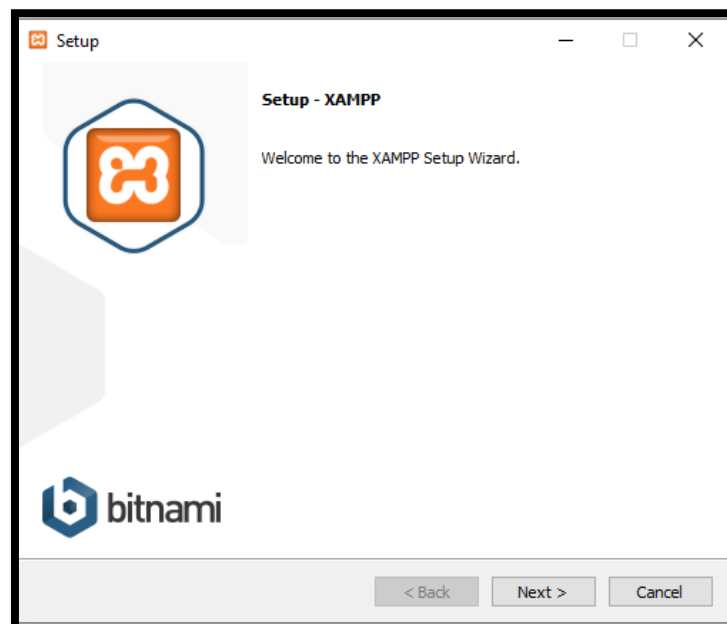 Setup
Setup - XAMPP
Welcome to the XAMPP Setup Wizard.
bitnami
< Back
Next >
Cancel